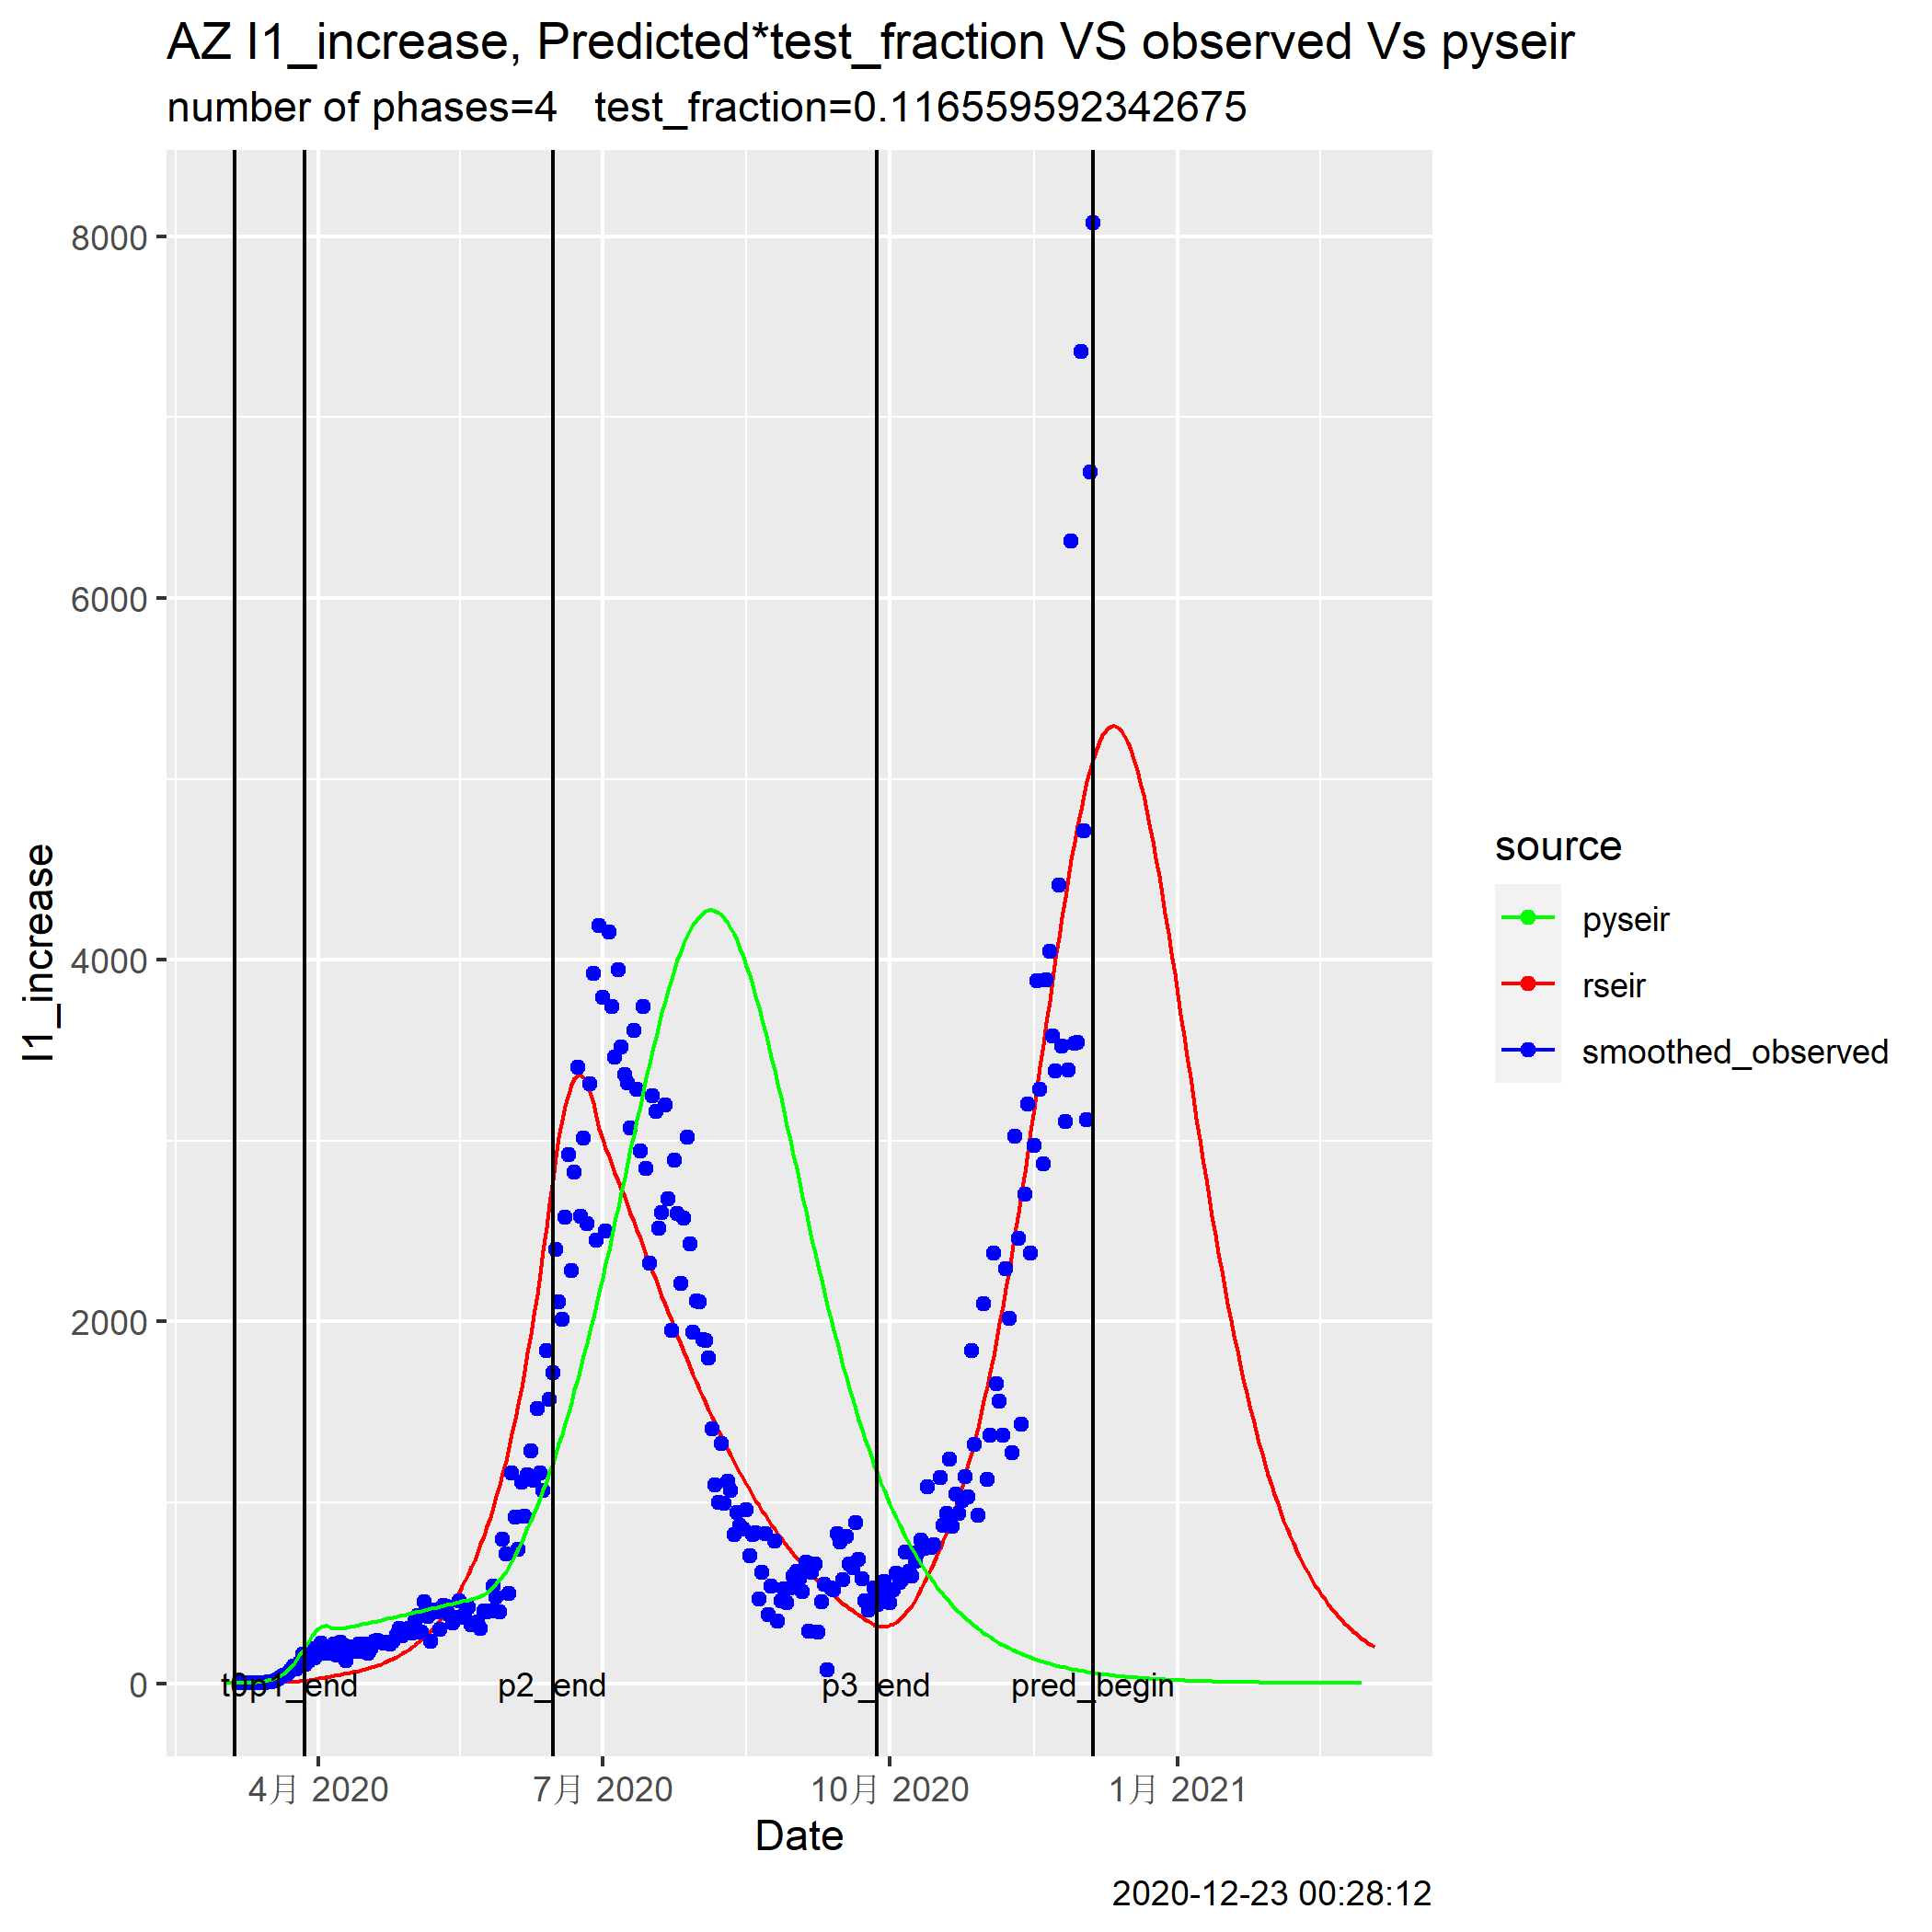 AZ I1_increase, Predicted*test_fraction VS observed Vs pyseir
number of phases=4 test_fraction=0.116559592342675
8000
6000
4000
2000
0
I1_increase
t0 p1_end p2_end p3_end pred_begin
4月 2020 7月 2020 10月 2020 1月 2021
Date
source
pyseir
rseir
smoothed_observed
2020-12-23 00:28:12